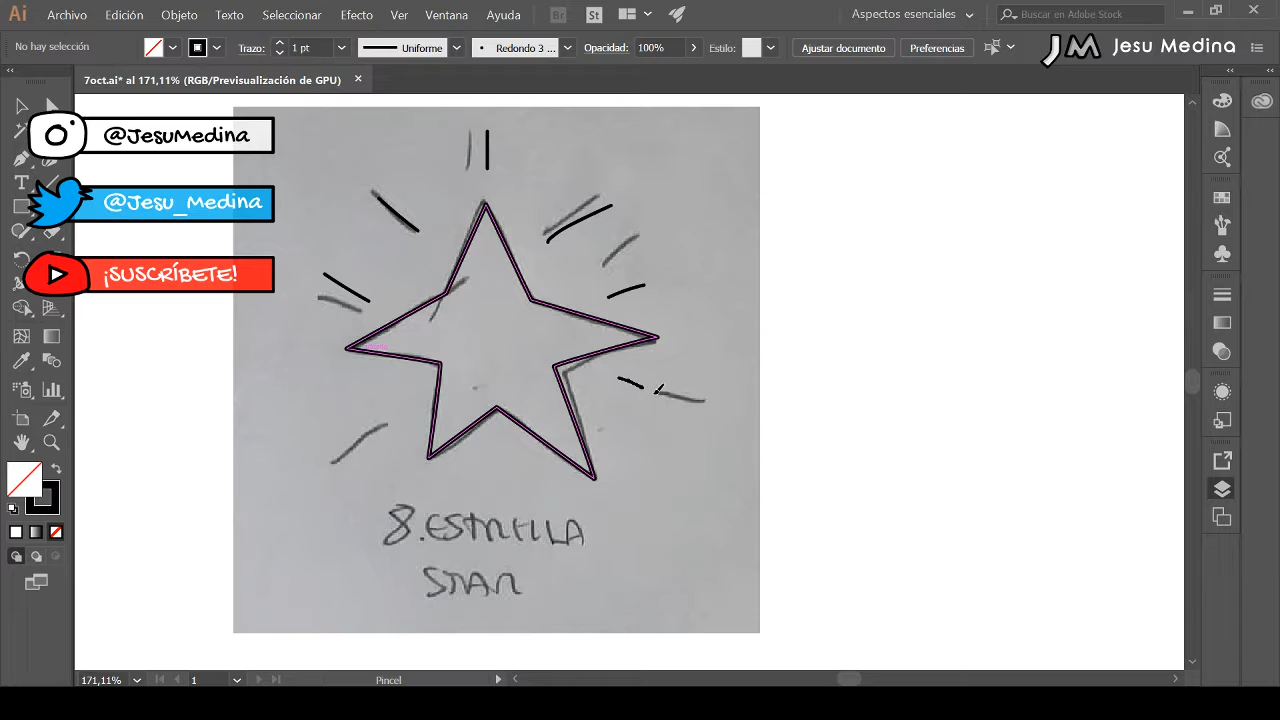 Ai Archivo Edición Objeto Texto Seleccionar Efecto Ver Ventana Ayuda Br St Aspectos esenciales Buscar en Adobe Stock
No hay selección Trazo: 1 pt Uniforme Redondo 3 ... Opacidad: 100% Estilo: Ajustar documento Preferencias
JM Jesu Medina
7oct.ai* al 171,11% (RGB/Previsualización de GPU)
@JesuMedina
@Jesu_Medina
¡SUSCRÍBETE!
8.ESTRELLA
STAR
171,11% 1 Pincel